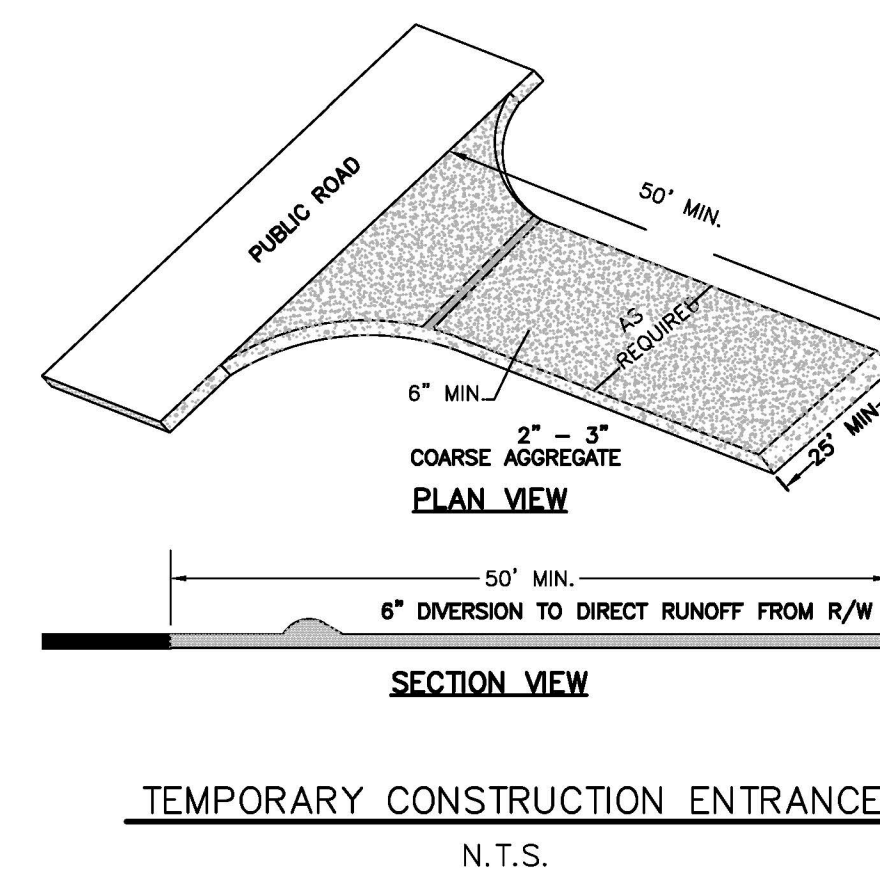 PUBLIC ROAD
50' MIN.
AS
REQUIRED
6" MIN.
25' MIN.
2" – 3"
COARSE AGGREGATE
PLAN VIEW
50' MIN.
6" DIVERSION TO DIRECT RUNOFF FROM R/W
SECTION VIEW
TEMPORARY CONSTRUCTION ENTRANCE
N.T.S.